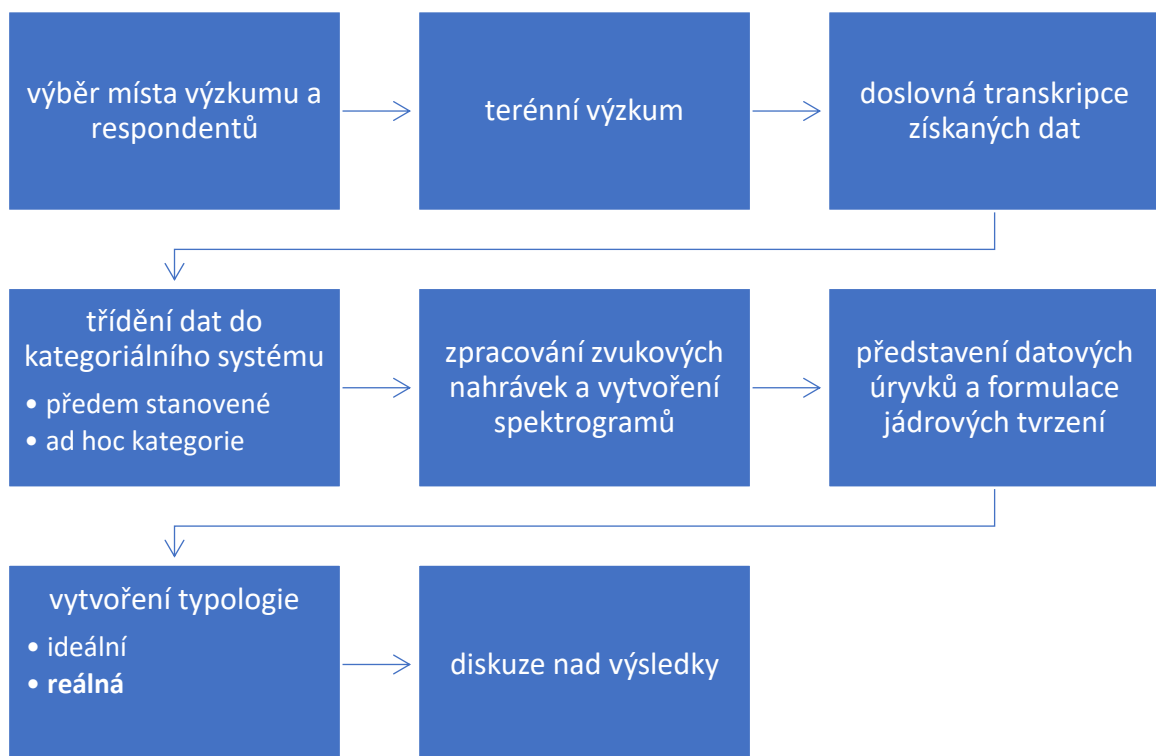 výběr místa výzkumu a
respondentů
terénní výzkum
doslovná transkripce
získaných dat
třídění dat do
kategoriálního systému
• předem stanovené
• ad hoc kategorie
zpracování zvukových
nahrávek a vytvoření
spektrogramů
představení datových
úryvků a formulace
jádrových tvrzení
vytvoření typologie
• ideální
• reálná
diskuze nad výsledky